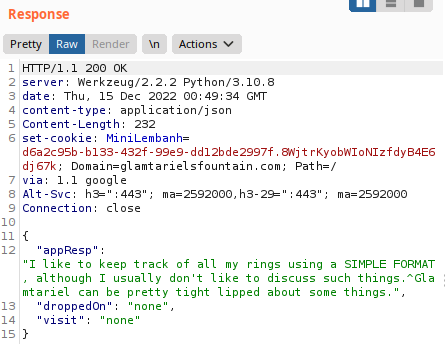 Response
Pretty Raw Render \n Actions
1 HTTP/1.1 200 OK
2 server: Werkzeug/2.2.2 Python/3.10.8
3 date: Thu, 15 Dec 2022 00:49:34 GMT
4 content-type: application/json
5 Content-Length: 232
6 set-cookie: MiniLembanh=
d6a2c95b-b133-432f-99e9-dd12bde2997f.8WjtrKyobWIoNIzfdyB4E6
dj67k; Domain=glamtarielsfountain.com; Path=/
7 via: 1.1 google
8 Alt-Svc: h3=":443"; ma=2592000,h3-29=":443"; ma=2592000
9 Connection: close
10
11 {
12 "appResp":
"I like to keep track of all my rings using a SIMPLE FORMAT
, although I usually don't like to discuss such things.^Gla
mtariel can be pretty tight lipped about some things.",
13 "droppedOn": "none",
14 "visit": "none"
15 }